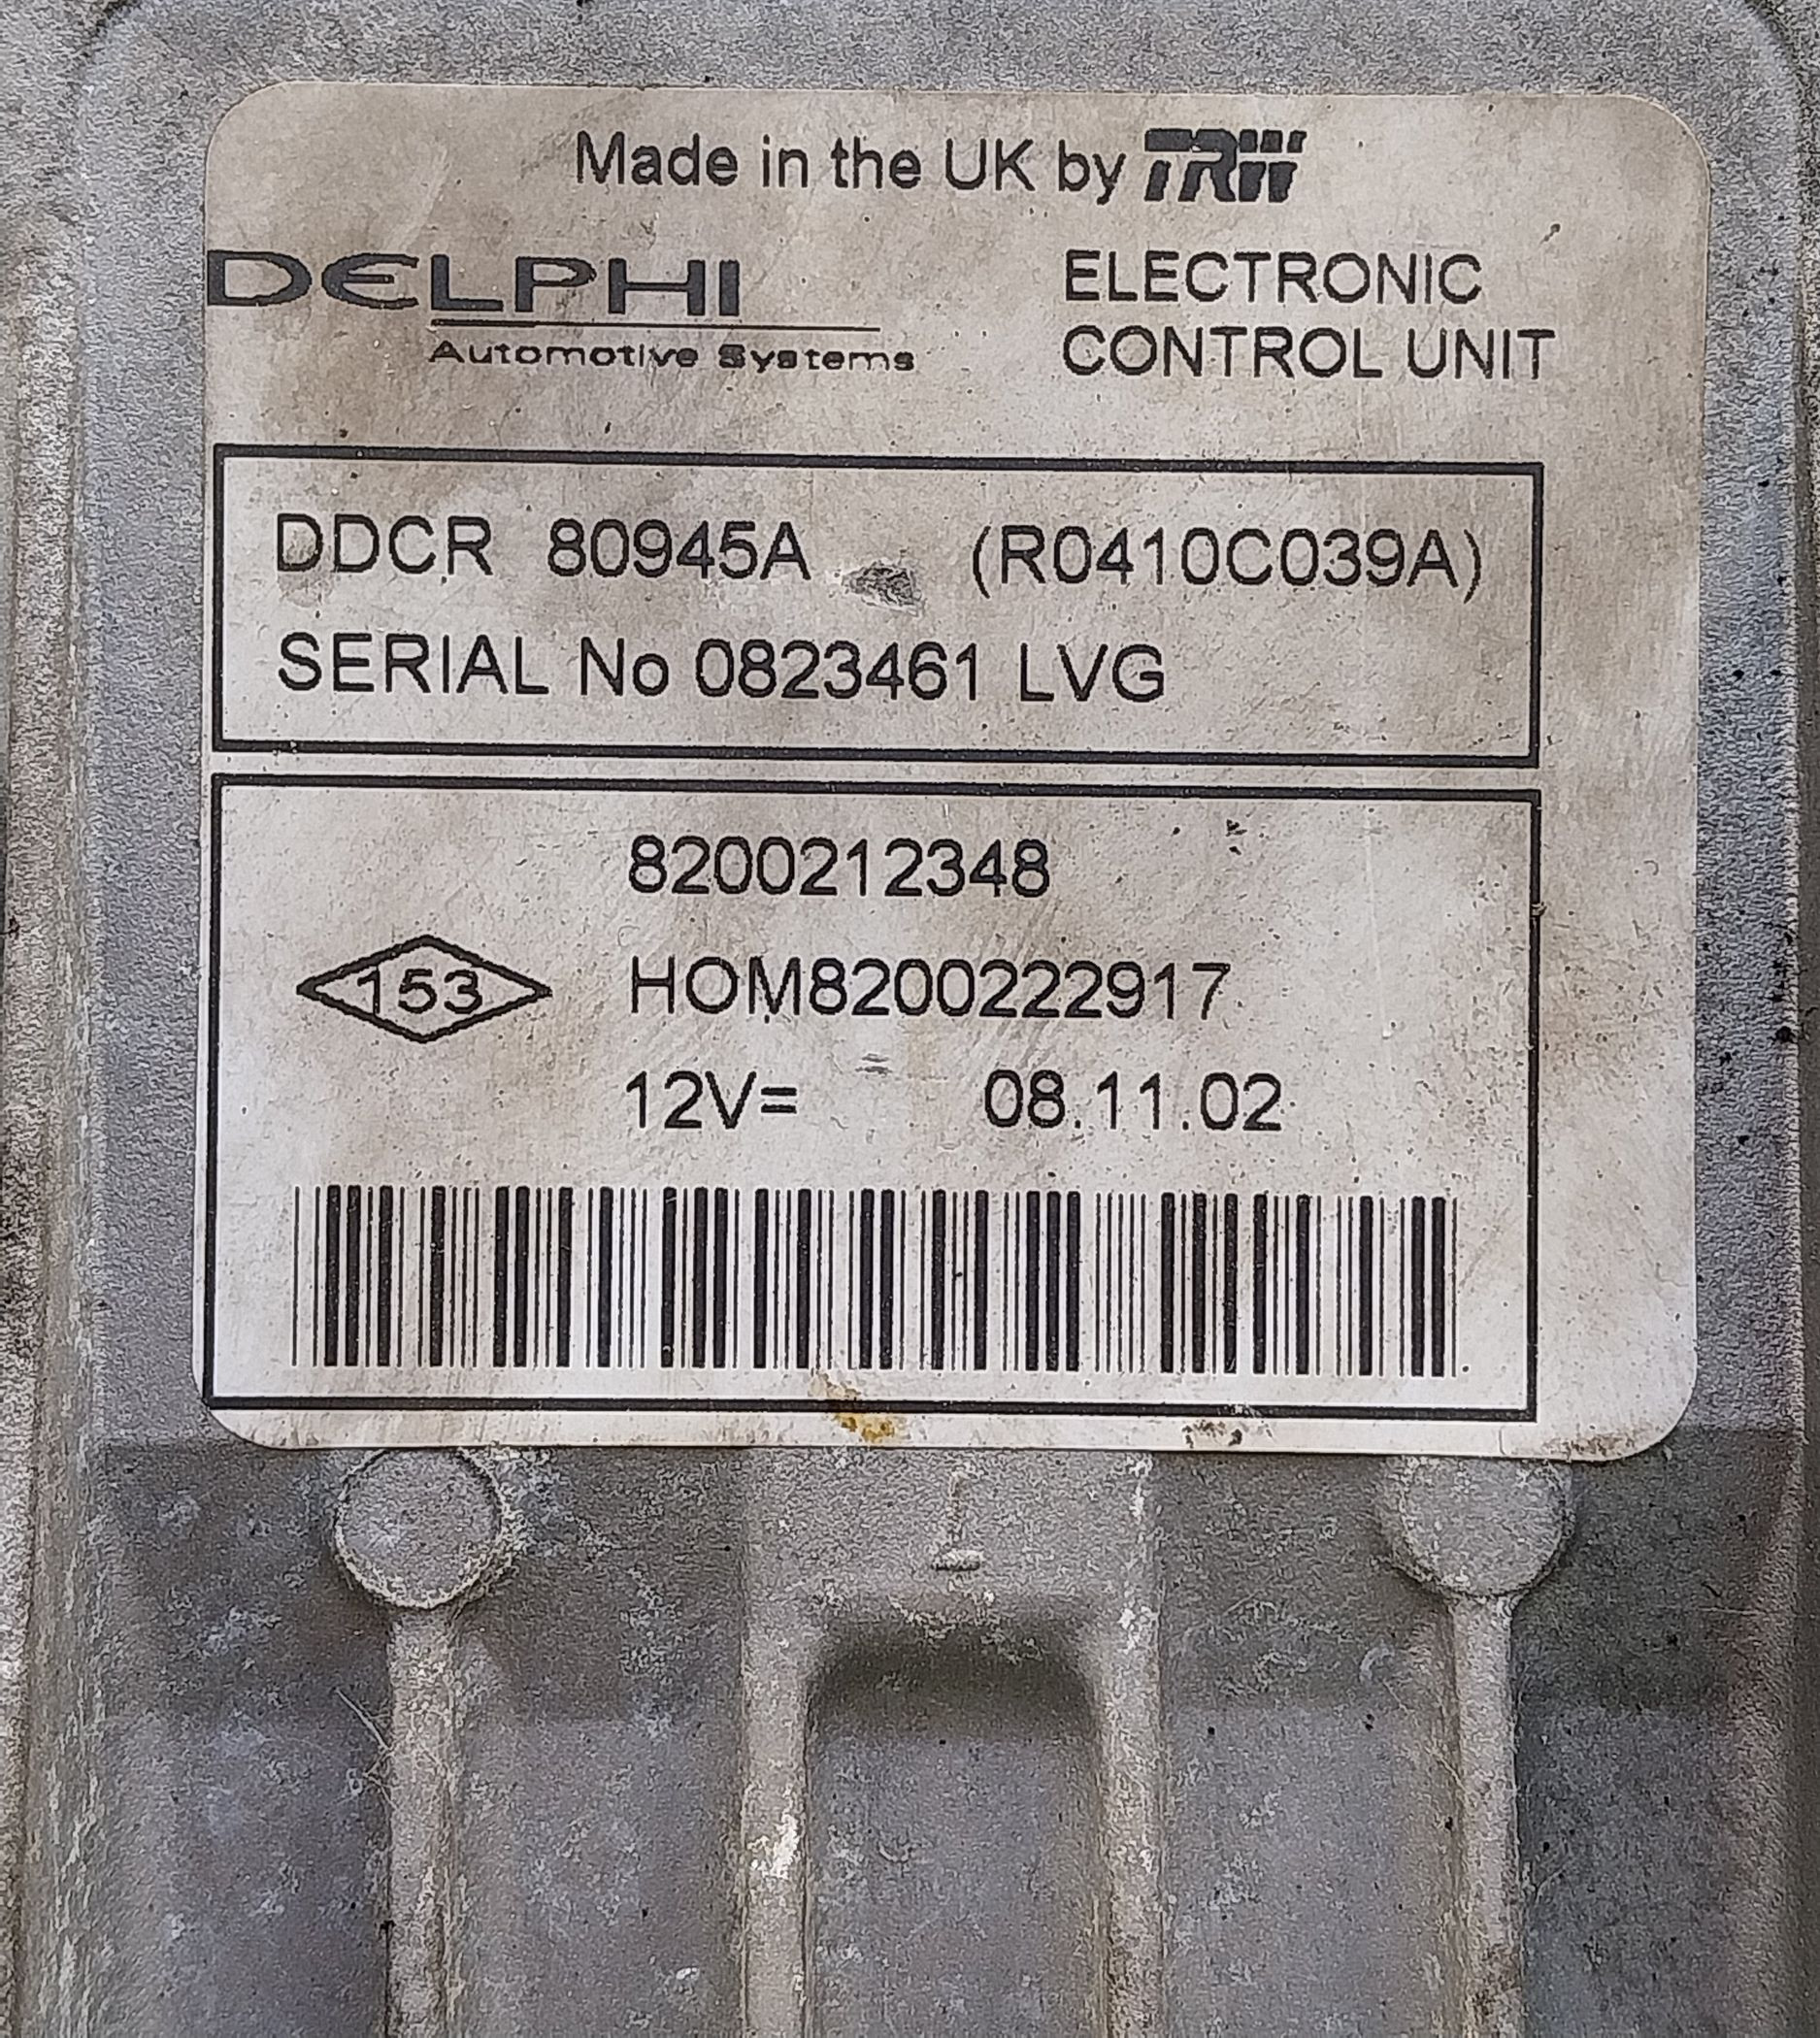 Made in the UK by TRW
DELPHI
Automotive Systems
ELECTRONIC
CONTROL UNIT
DDCR 80945A (R0410C039A)
SERIAL No 0823461 LVG
8200212348
153 HOM8200222917
12V= 08.11.02